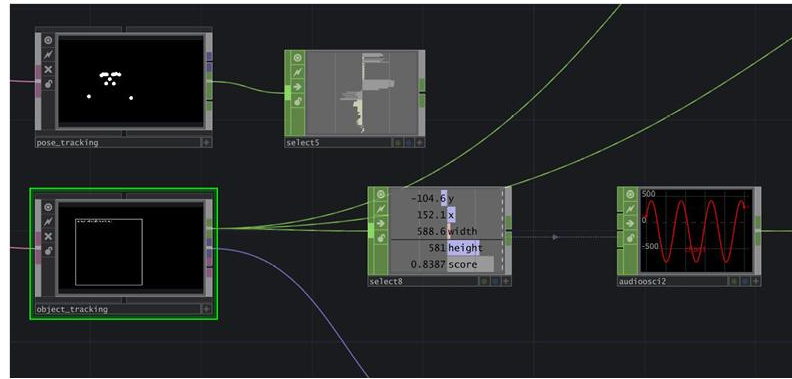 pose_tracking
select5
object_tracking
-104.6 y
152.1 x
588.6 width
581 height
0.8387 score
select8
500
0
-500
audioosci2